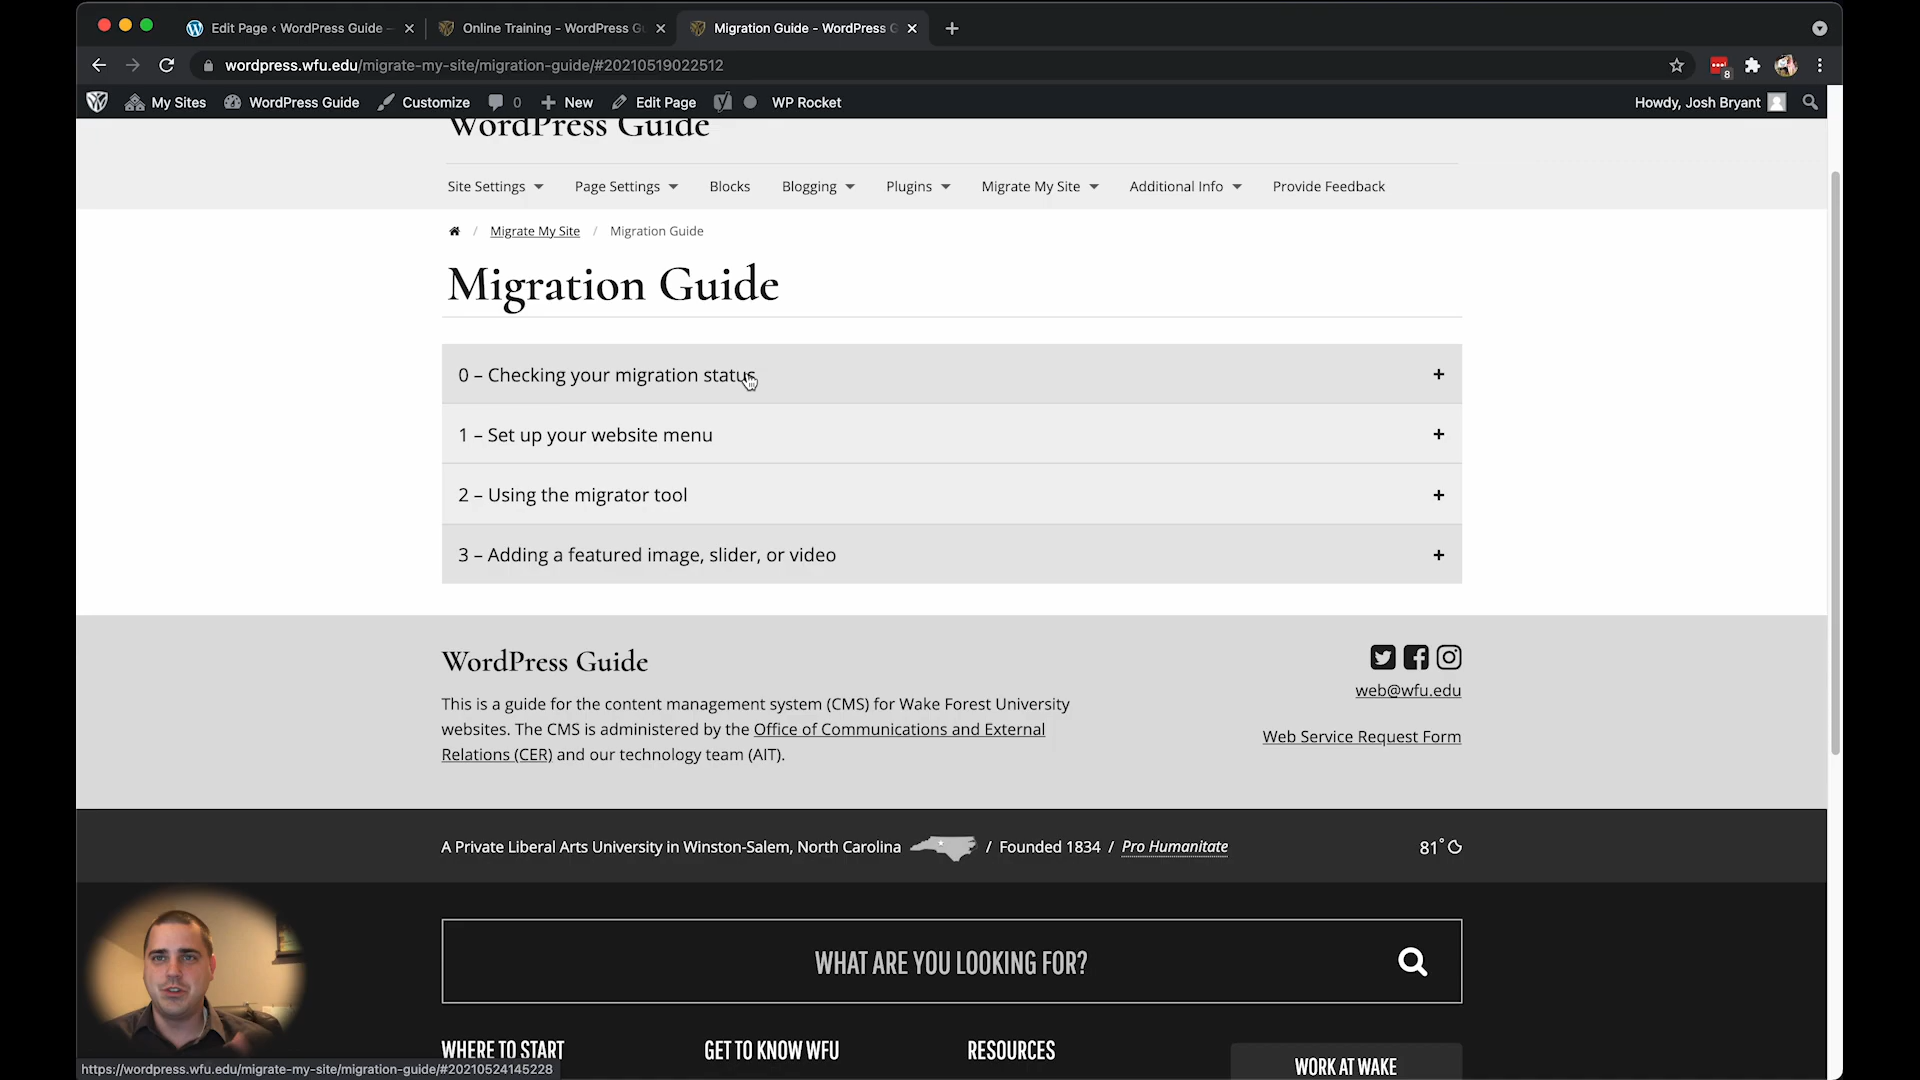 Edit Page ‹ WordPress Guide –
Online Training - WordPress G
Migration Guide - WordPress G
wordpress.wfu.edu/migrate-my-site/migration-guide/#20210519022512
8
My Sites WordPress Guide Customize 0 New Edit Page WP Rocket
Howdy, Josh Bryant
WordPress Guide
Site Settings Page Settings Blocks Blogging Plugins Migrate My Site Additional Info Provide Feedback
/ Migrate My Site / Migration Guide
Migration Guide
0 – Checking your migration status +
1 – Set up your website menu +
2 – Using the migrator tool +
3 – Adding a featured image, slider, or video +
WordPress Guide
This is a guide for the content management system (CMS) for Wake Forest University
websites. The CMS is administered by the Office of Communications and External
Relations (CER) and our technology team (AIT).
web@wfu.edu
Web Service Request Form
A Private Liberal Arts University in Winston-Salem, North Carolina / Founded 1834 / Pro Humanitate
81°
WHAT ARE YOU LOOKING FOR?
WHERE TO START GET TO KNOW WFU RESOURCES
WORK AT WAKE
https://wordpress.wfu.edu/migrate-my-site/migration-guide/#20210524145228